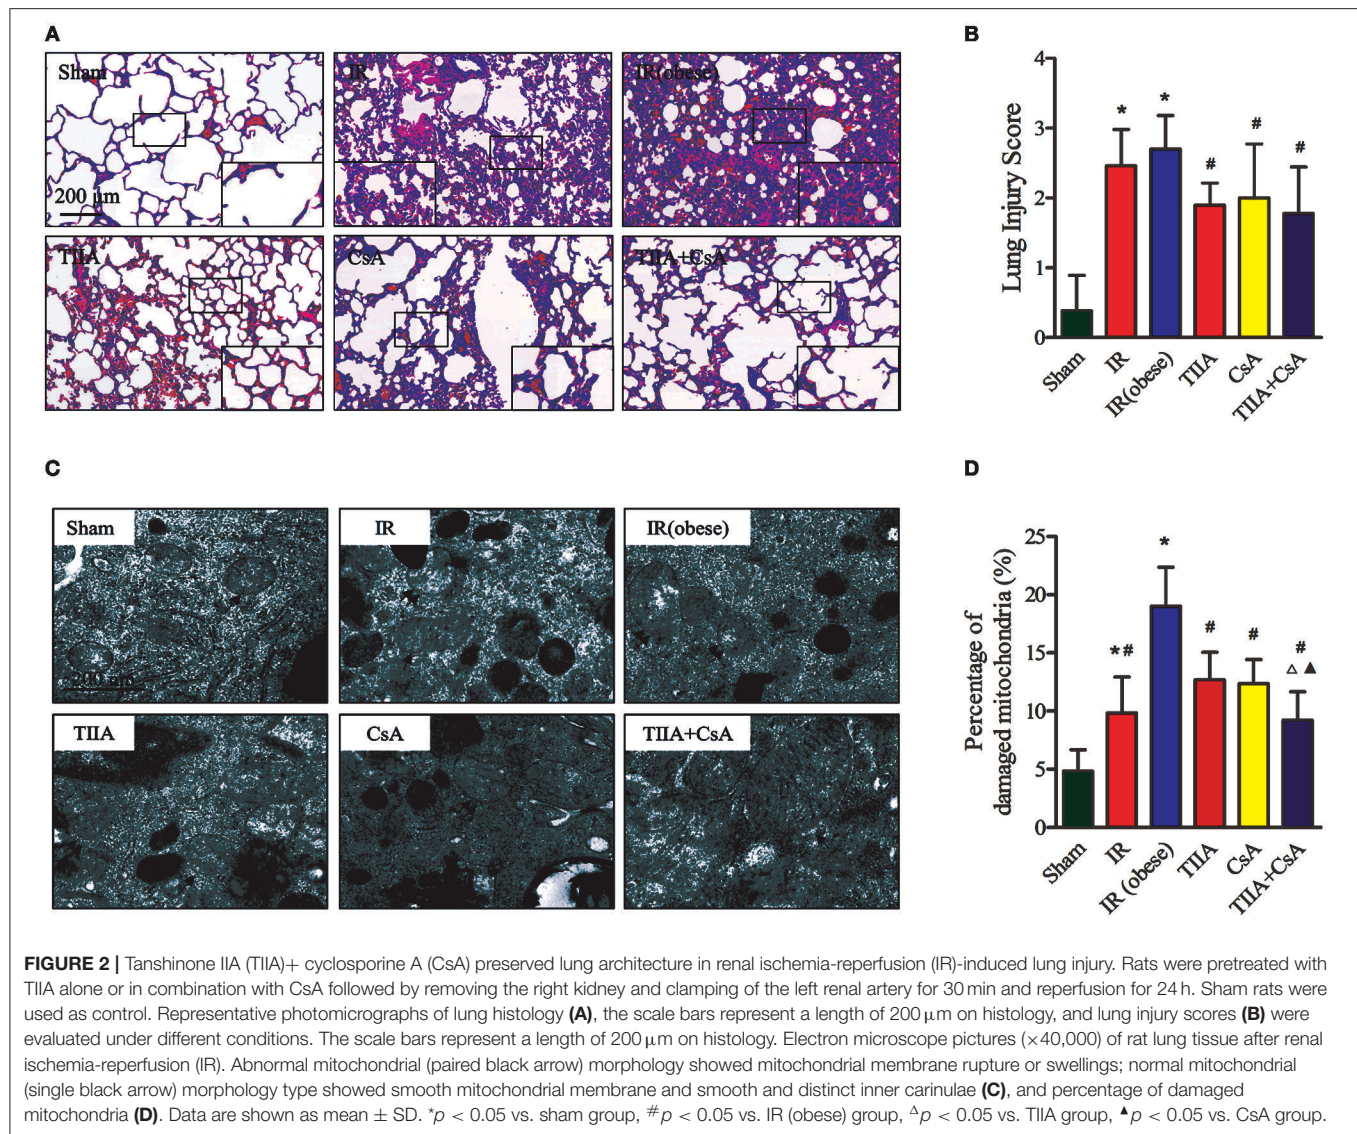 A
Sham
IR
IR(obese)
200 µm
TIIA
CsA
TIIA+CsA
B
Lung Injury Score
4
3
2
1
0
*
*
#
#
#
Sham
IR
IR(obese)
TIIA
CsA
TIIA+CsA
C
Sham
IR
IR(obese)
200 nm
TIIA
CsA
TIIA+CsA
D
Percentage of
damaged mitochondria (%)
25
20
15
10
5
0
*#
*
#
#
#
△ ▲
Sham
IR
IR (obese)
TIIA
CsA
TIIA+CsA
FIGURE 2 | Tanshinone IIA (TIIA)+ cyclosporine A (CsA) preserved lung architecture in renal ischemia-reperfusion (IR)-induced lung injury. Rats were pretreated with
TIIA alone or in combination with CsA followed by removing the right kidney and clamping of the left renal artery for 30 min and reperfusion for 24 h. Sham rats were
used as control. Representative photomicrographs of lung histology (A), the scale bars represent a length of 200 µm on histology, and lung injury scores (B) were
evaluated under different conditions. The scale bars represent a length of 200 µm on histology. Electron microscope pictures (×40,000) of rat lung tissue after renal
ischemia-reperfusion (IR). Abnormal mitochondrial (paired black arrow) morphology showed mitochondrial membrane rupture or swellings; normal mitochondrial
(single black arrow) morphology type showed smooth mitochondrial membrane and smooth and distinct inner carinulae (C), and percentage of damaged
mitochondria (D). Data are shown as mean ± SD. *p < 0.05 vs. sham group, #p < 0.05 vs. IR (obese) group, △p < 0.05 vs. TIIA group, ▲p < 0.05 vs. CsA group.